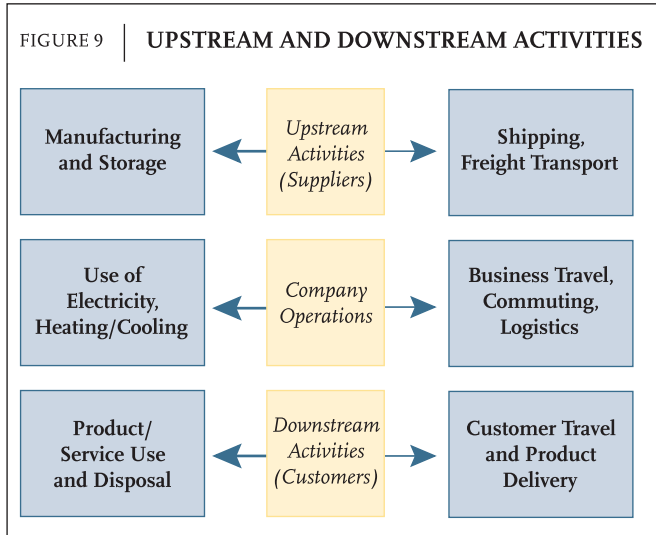 FIGURE 9 | UPSTREAM AND DOWNSTREAM ACTIVITIES
Manufacturing
and Storage
Upstream
Activities
(Suppliers)
Shipping,
Freight Transport
Use of
Electricity,
Heating/Cooling
Company
Operations
Business Travel,
Commuting,
Logistics
Product/
Service Use
and Disposal
Downstream
Activities
(Customers)
Customer Travel
and Product
Delivery